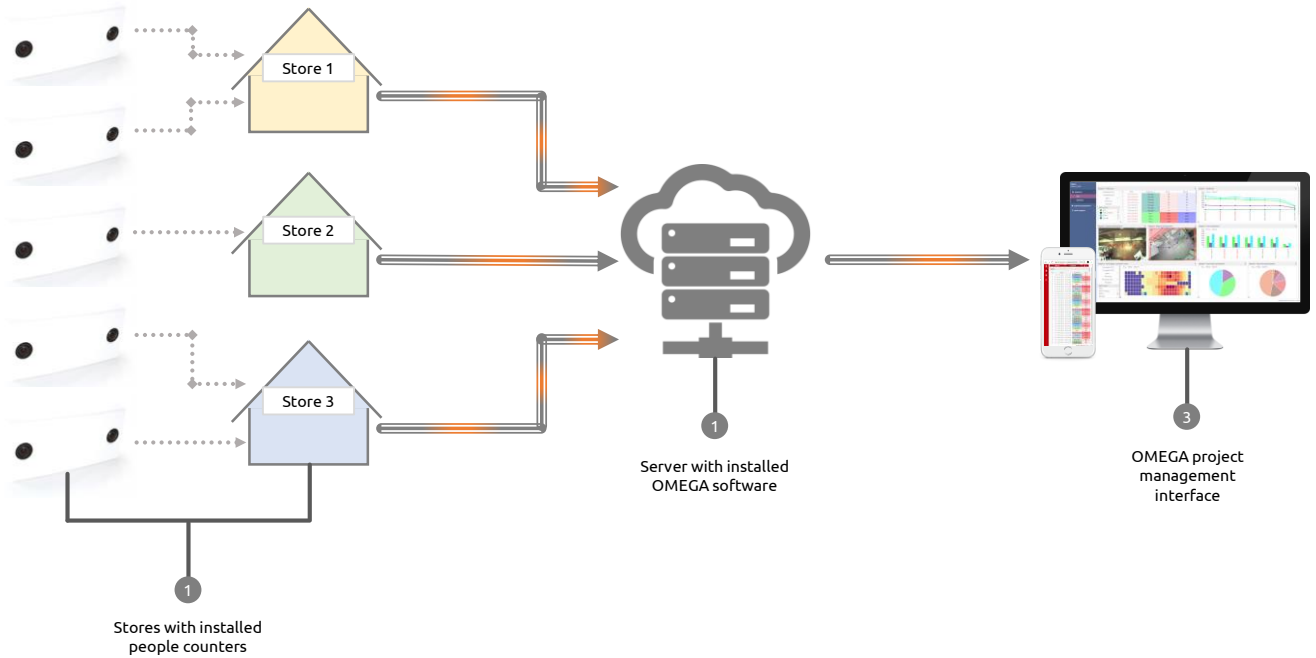 Store 1
Store 2
Store 3
1
Server with installed
OMEGA software
3
OMEGA project
management
interface
1
Stores with installed
people counters